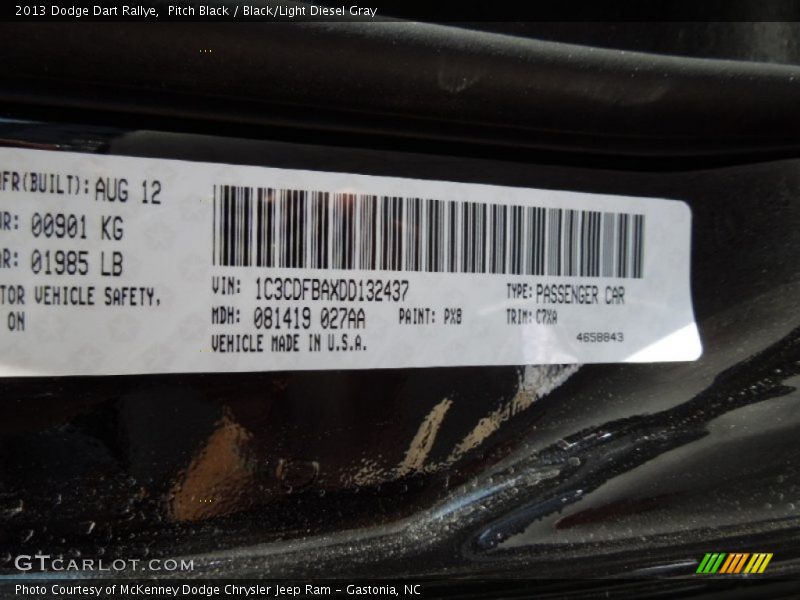 2013 Dodge Dart Rallye,  Pitch Black / Black/Light Diesel Gray
MFR(BUILT): AUG 12
00901 KG
01985 LB
VEHICLE SAFETY,
ON
VIN: 1C3CDFBAXDD132437
TYPE: PASSENGER CAR
MDH: 081419 027AA
PAINT: PX8
TRIM: C7XA
VEHICLE MADE IN U.S.A.
4658843
GTCARLOT.COM
Photo Courtesy of McKenney Dodge Chrysler Jeep Ram - Gastonia, NC